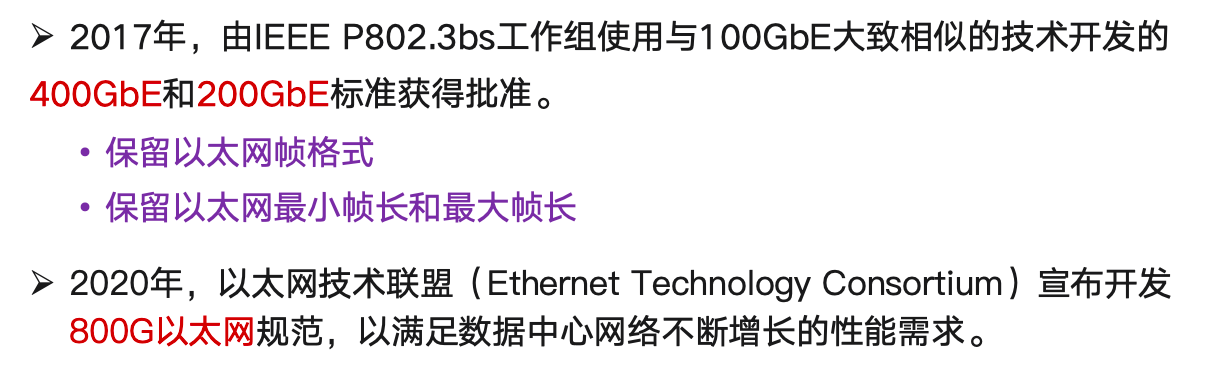 ➢ 2017年，由IEEE P802.3bs工作组使用与100GbE大致相似的技术开发的
400GbE和200GbE标准获得批准。
• 保留以太网帧格式
• 保留以太网最小帧长和最大帧长
➢ 2020年，以太网技术联盟（Ethernet Technology Consortium）宣布开发
800G以太网规范，以满足数据中心网络不断增长的性能需求。